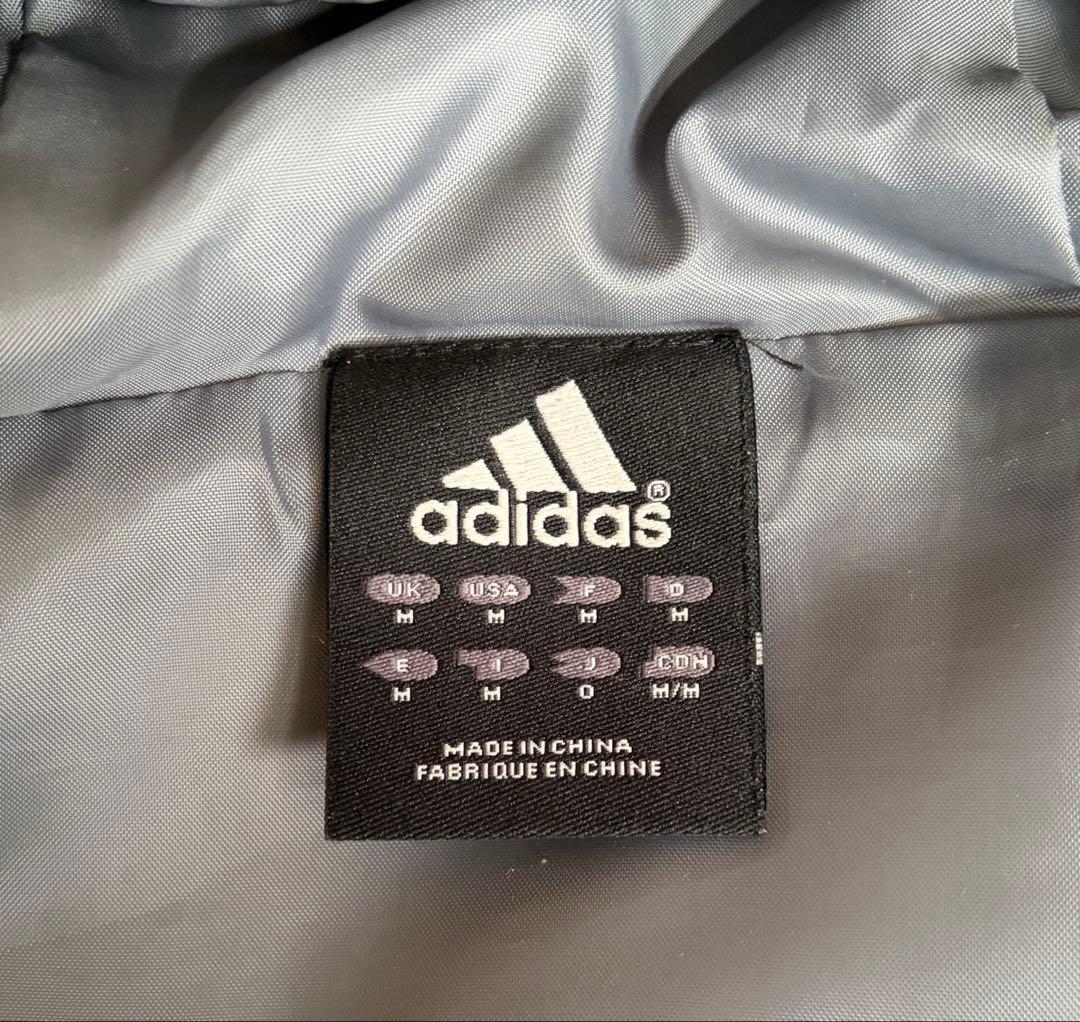 adidas®
UK USA F D
M M M M
E I J CDN
M M O M/M
MADE IN CHINA
FABRIQUE EN CHINE